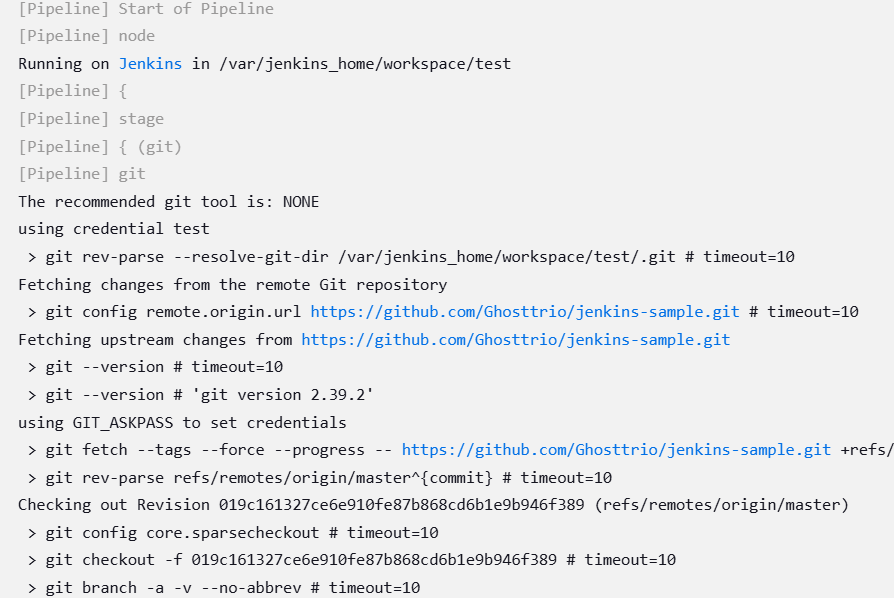 [Pipeline] Start of Pipeline
[Pipeline] node
Running on Jenkins in /var/jenkins_home/workspace/test
[Pipeline] {
[Pipeline] stage
[Pipeline] { (git)
[Pipeline] git
The recommended git tool is: NONE
using credential test
 > git rev-parse --resolve-git-dir /var/jenkins_home/workspace/test/.git # timeout=10
Fetching changes from the remote Git repository
 > git config remote.origin.url https://github.com/Ghosttrio/jenkins-sample.git # timeout=10
Fetching upstream changes from https://github.com/Ghosttrio/jenkins-sample.git
 > git --version # timeout=10
 > git --version # 'git version 2.39.2'
using GIT_ASKPASS to set credentials
 > git fetch --tags --force --progress -- https://github.com/Ghosttrio/jenkins-sample.git +refs/
 > git rev-parse refs/remotes/origin/master^{commit} # timeout=10
Checking out Revision 019c161327ce6e910fe87b868cd6b1e9b946f389 (refs/remotes/origin/master)
 > git config core.sparsecheckout # timeout=10
 > git checkout -f 019c161327ce6e910fe87b868cd6b1e9b946f389 # timeout=10
 > git branch -a -v --no-abbrev # timeout=10